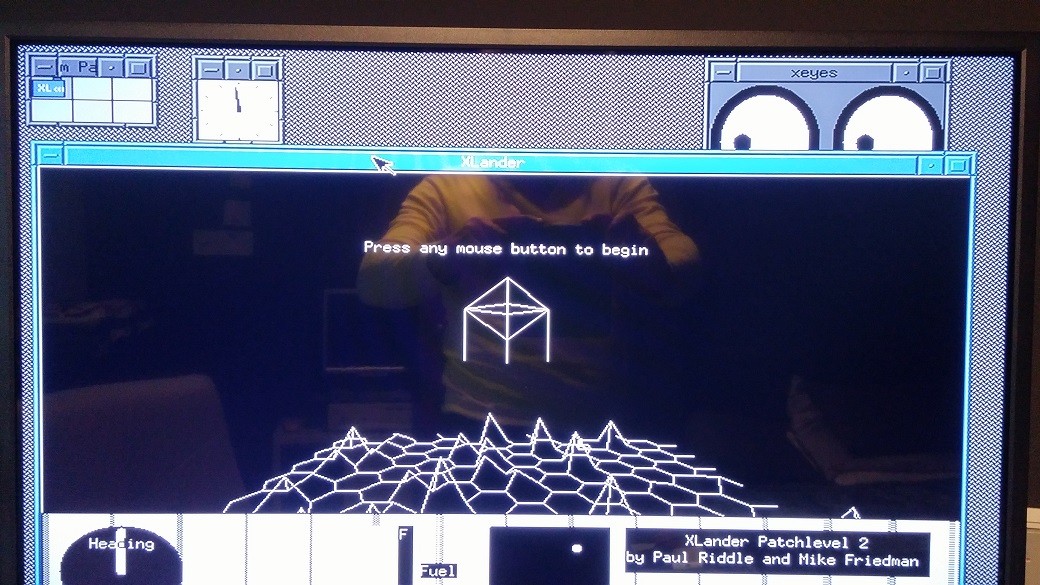 xeyes
XLander
Press any mouse button to begin
Heading
F
Fuel
XLander Patchlevel 2
by Paul Riddle and Mike Friedman